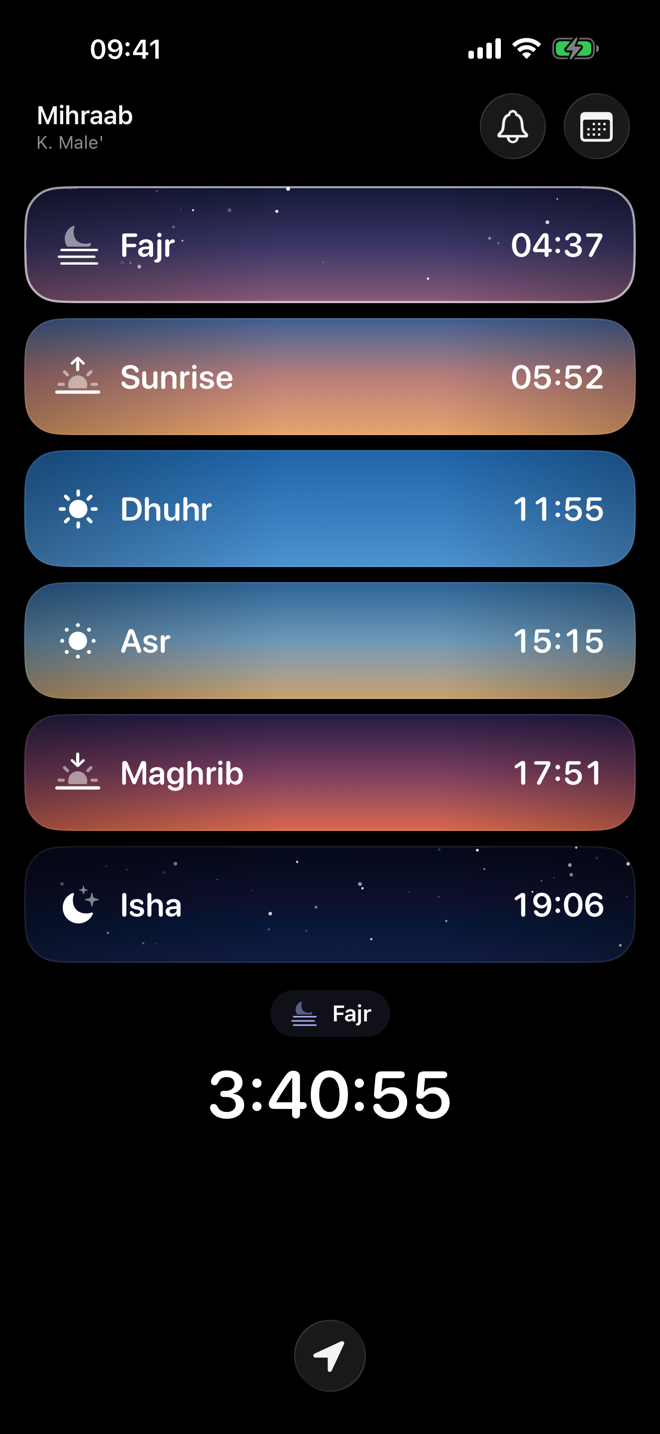 09:41
Mihraab
K. Male'
Fajr 04:37
Sunrise 05:52
Dhuhr 11:55
Asr 15:15
Maghrib 17:51
Isha 19:06
Fajr
3:40:55